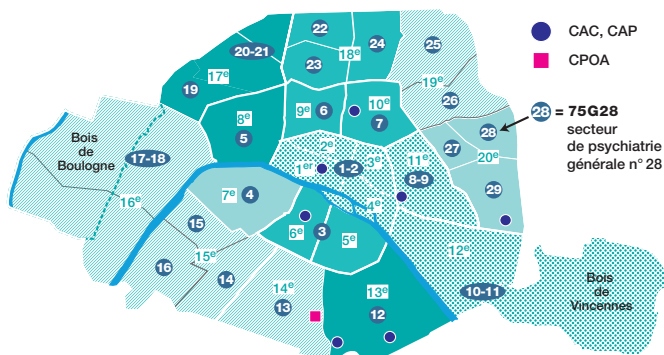 22
24
25
CAC, CAP
20-21
18e
23
CPOA
17e
19e
19
10e
26
8e
9e
6
7
28
28 = 75G28
secteur
de psychiatrie
générale n° 28
5
2e
27
20e
Bois
de
Boulogne
17-18
1er
1-2
3e
11e
8-9
29
16e
7e
4
4e
15
6e
3
5e
12e
15e
16
14
14e
13
13e
12
10-11
Bois
de
Vincennes